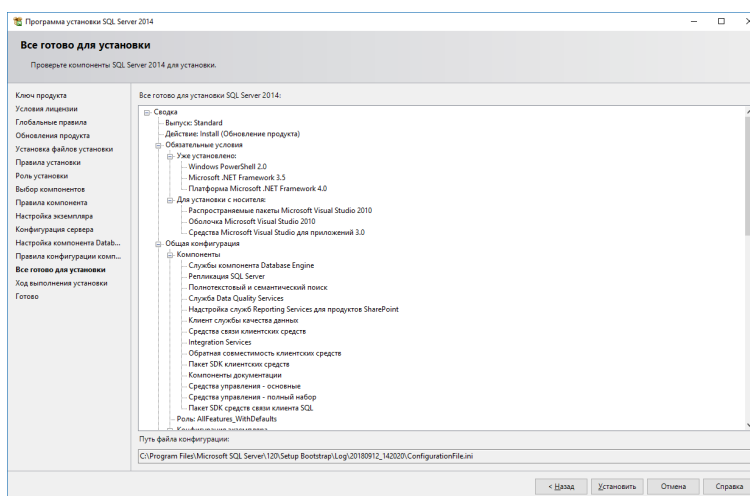 Программа установки SQL Server 2014
Все готово для установки
Проверьте компоненты SQL Server 2014 для установки.
Ключ продукта
Условия лицензии
Глобальные правила
Обновления продукта
Установка файлов установки
Правила установки
Роль установки
Выбор компонентов
Правила компонента
Настройка экземпляра
Конфигурация сервера
Настройка компонента Datab...
Правила конфигурации комп...
Все готово для установки
Ход выполнения установки
Готово
Все готово для установки SQL Server 2014:
Сводка
Выпуск: Standard
Действие: Install (Обновление продукта)
Обязательные условия
Уже установлено:
Windows PowerShell 2.0
Microsoft .NET Framework 3.5
Платформа Microsoft .NET Framework 4.0
Для установки с носителя:
Распространяемые пакеты Microsoft Visual Studio 2010
Оболочка Microsoft Visual Studio 2010
Средства Microsoft Visual Studio для приложений 3.0
Общая конфигурация
Компоненты
Службы компонента Database Engine
Репликация SQL Server
Полнотекстовый и семантический поиск
Служба Data Quality Services
Надстройка служб Reporting Services для продуктов SharePoint
Клиент службы качества данных
Средства связи клиентских средств
Integration Services
Обратная совместимость клиентских средств
Пакет SDK клиентских средств
Компоненты документации
Средства управления - основные
Средства управления - полный набор
Пакет SDK средств связи клиента SQL
Роль: AllFeatures_WithDefaults
Конфигурация экземпляра
Путь файла конфигурации:
C:\Program Files\Microsoft SQL Server\120\Setup Bootstrap\Log\20180912_142020\ConfigurationFile.ini
< Назад
Установить
Отмена
Справка